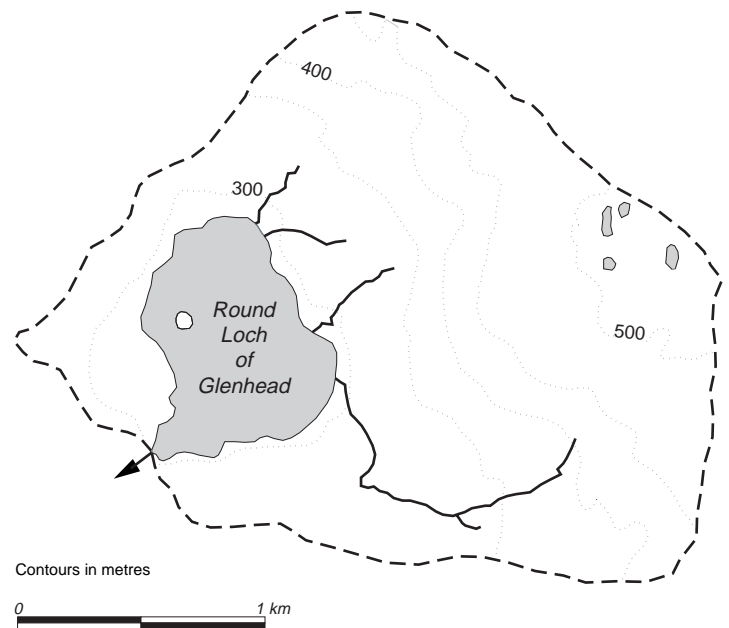 400
300
500
Round
Loch
of
Glenhead
Contours in metres
0 1 km